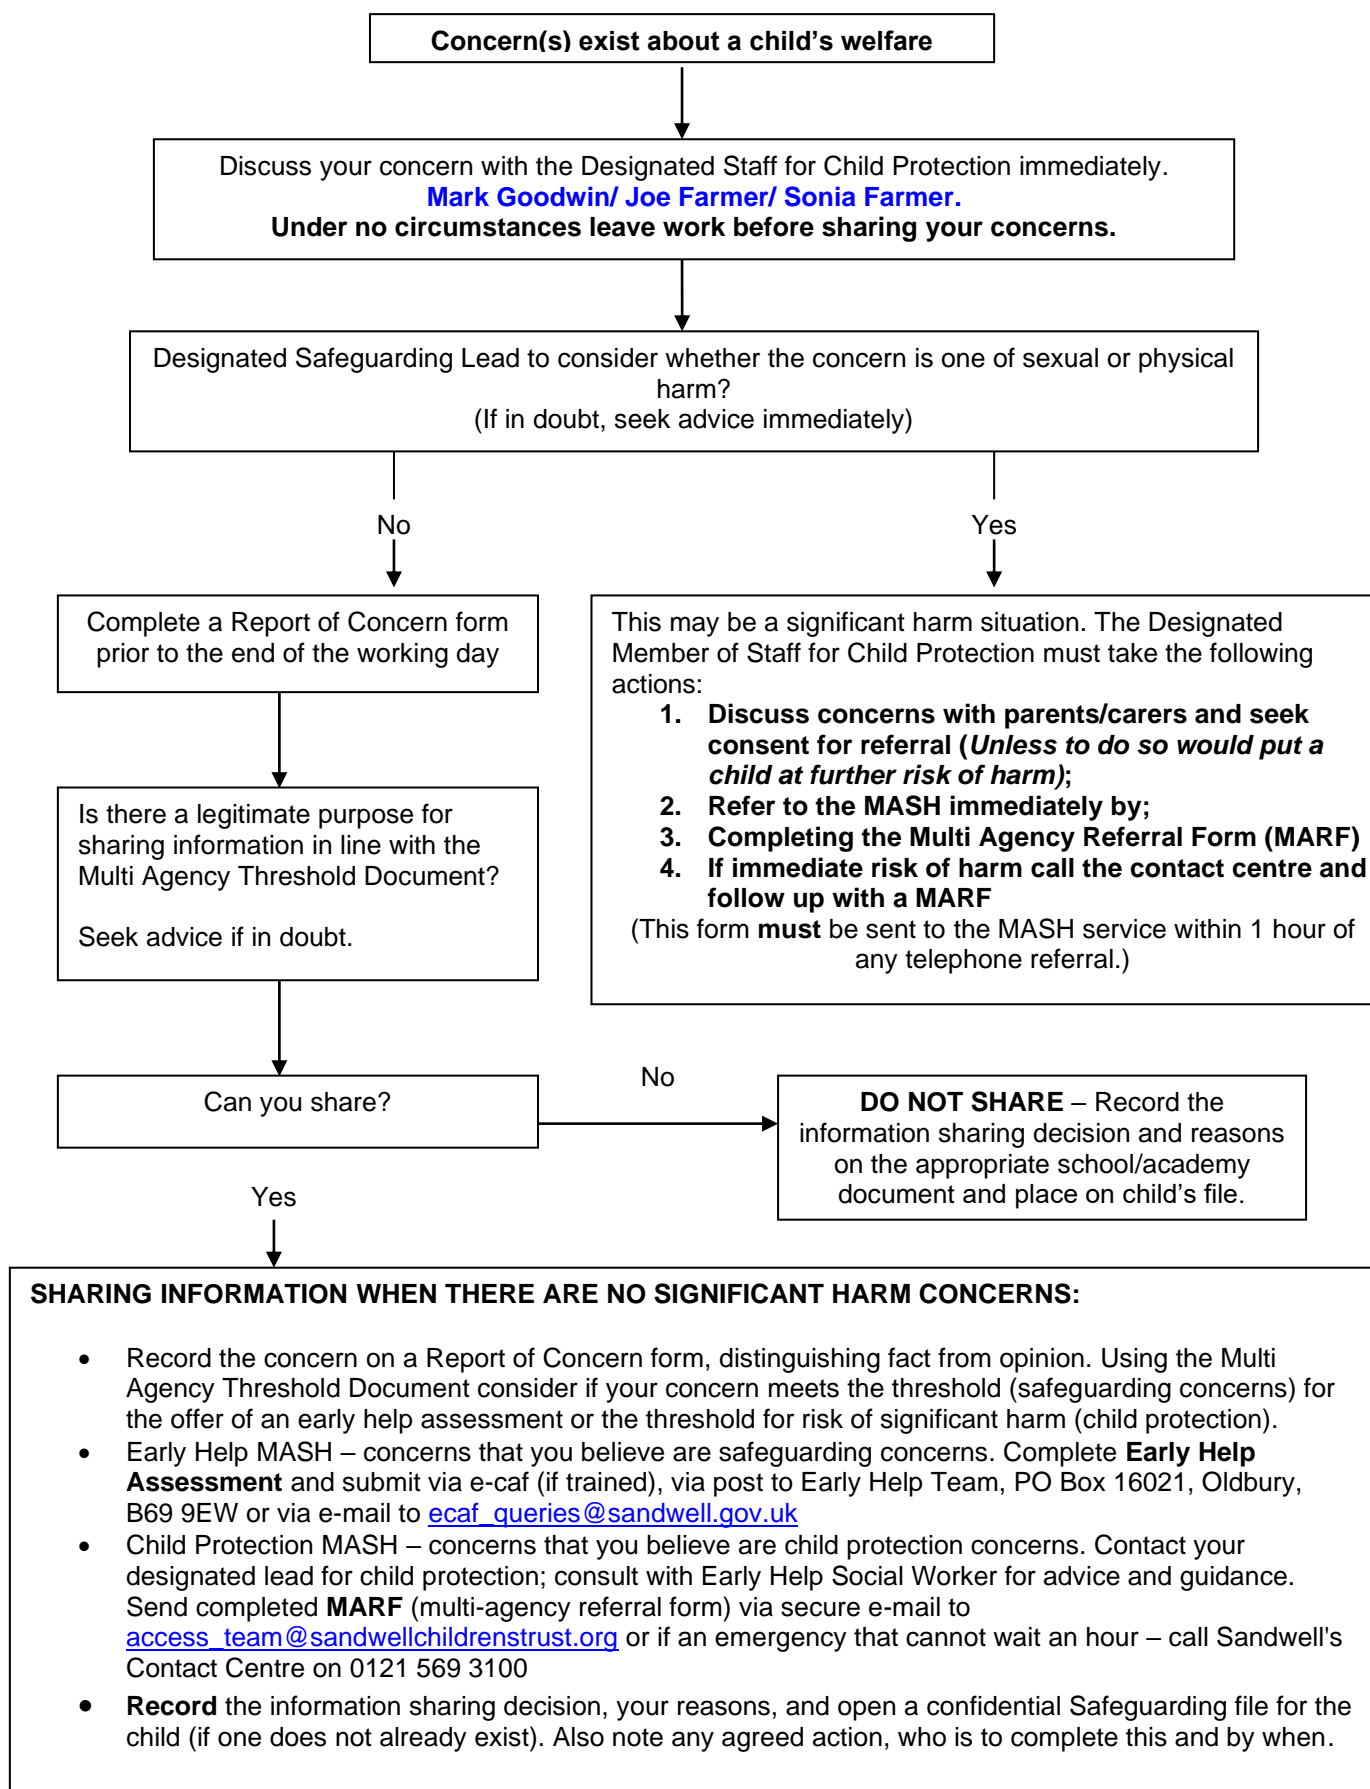 Concern(s) exist about a child's welfare
Discuss your concern with the Designated Staff for Child Protection immediately.
Mark Goodwin/ Joe Farmer/ Sonia Farmer.
Under no circumstances leave work before sharing your concerns.
Designated Safeguarding Lead to consider whether the concern is one of sexual or physical
harm?
(If in doubt, seek advice immediately)
No
Yes
Complete a Report of Concern form
prior to the end of the working day
This may be a significant harm situation. The Designated
Member of Staff for Child Protection must take the following
actions:
1. Discuss concerns with parents/carers and seek
consent for referral (Unless to do so would put a
child at further risk of harm);
2. Refer to the MASH immediately by;
3. Completing the Multi Agency Referral Form (MARF)
4. If immediate risk of harm call the contact centre and
follow up with a MARF
(This form must be sent to the MASH service within 1 hour of
any telephone referral.)
Is there a legitimate purpose for
sharing information in line with the
Multi Agency Threshold Document?
Seek advice if in doubt.
Can you share?
No
DO NOT SHARE – Record the
information sharing decision and reasons
on the appropriate school/academy
document and place on child's file.
Yes
SHARING INFORMATION WHEN THERE ARE NO SIGNIFICANT HARM CONCERNS:
• Record the concern on a Report of Concern form, distinguishing fact from opinion. Using the Multi
Agency Threshold Document consider if your concern meets the threshold (safeguarding concerns) for
the offer of an early help assessment or the threshold for risk of significant harm (child protection).
• Early Help MASH – concerns that you believe are safeguarding concerns. Complete Early Help
Assessment and submit via e-caf (if trained), via post to Early Help Team, PO Box 16021, Oldbury,
B69 9EW or via e-mail to ecaf_queries@sandwell.gov.uk
• Child Protection MASH – concerns that you believe are child protection concerns. Contact your
designated lead for child protection; consult with Early Help Social Worker for advice and guidance.
Send completed MARF (multi-agency referral form) via secure e-mail to
access_team@sandwellchildrenstrust.org or if an emergency that cannot wait an hour – call Sandwell's
Contact Centre on 0121 569 3100
• Record the information sharing decision, your reasons, and open a confidential Safeguarding file for the
child (if one does not already exist). Also note any agreed action, who is to complete this and by when.